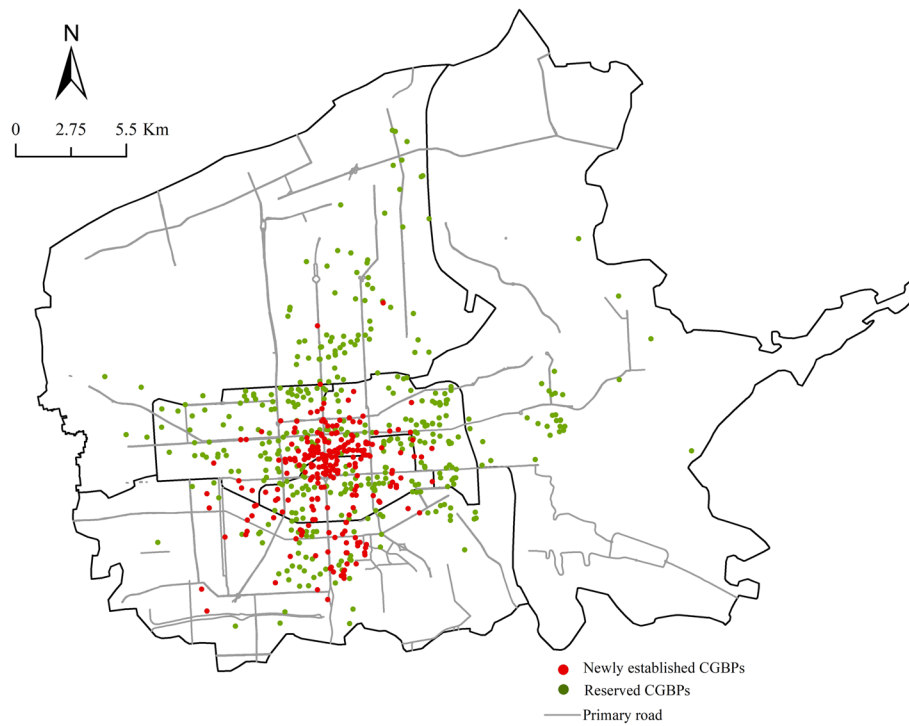 N
0 2.75 5.5 Km
Newly established CGBPs
Reserved CGBPs
Primary road